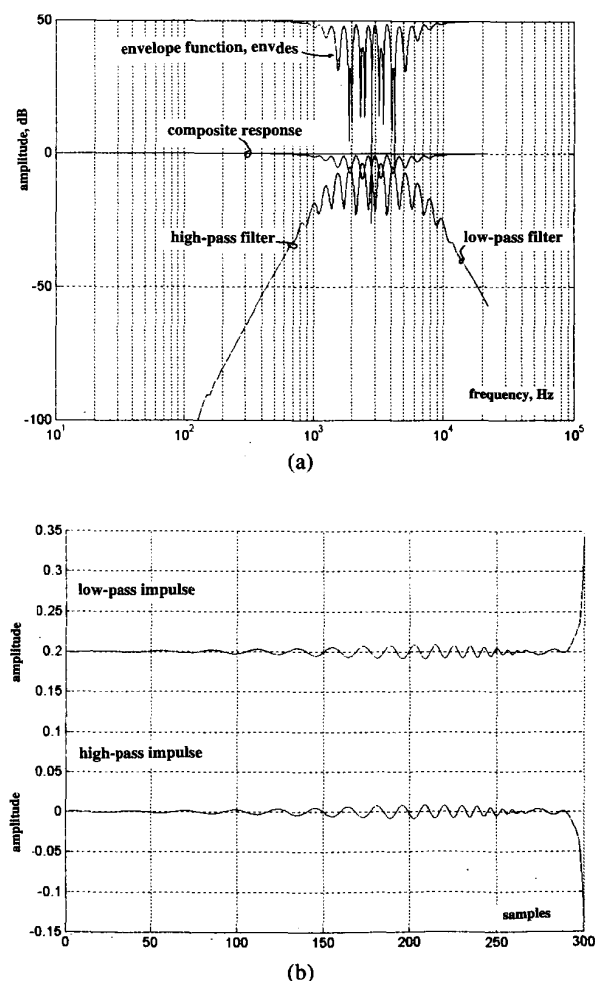 50
envelope function, envdes
composite response
amplitude, dB
0
high-pass filter
low-pass filter
-50
frequency, Hz
-100
10^1
10^2
10^3
10^4
10^5
(a)
0.35
0.3
low-pass impulse
0.25
amplitude
0.2
0.15
0.1
high-pass impulse
0.05
amplitude
0
-0.05
-0.1
samples
-0.15
0
50
100
150
200
250
300
(b)